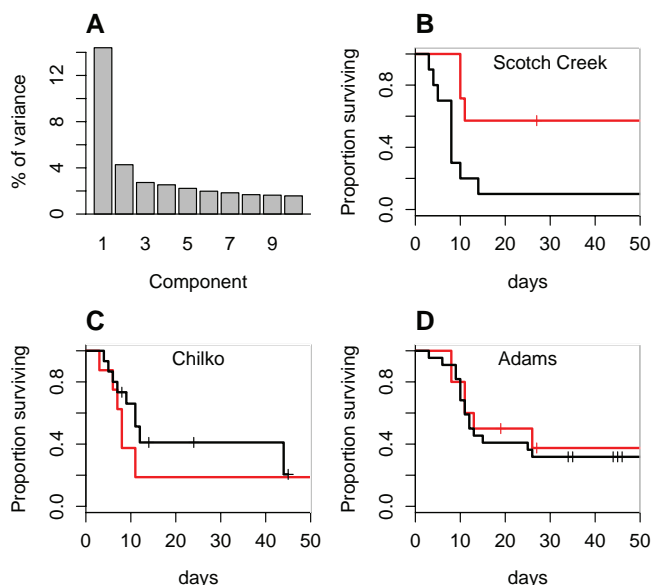 A
% of variance
0
4
8
12
1 3 5 7 9
Component
B
Scotch Creek
Proportion surviving
0.0
0.4
0.8
0 10 20 30 40 50
days
C
Chilko
Proportion surviving
0.0
0.4
0.8
0 10 20 30 40 50
days
D
Adams
Proportion surviving
0.0
0.4
0.8
0 10 20 30 40 50
days